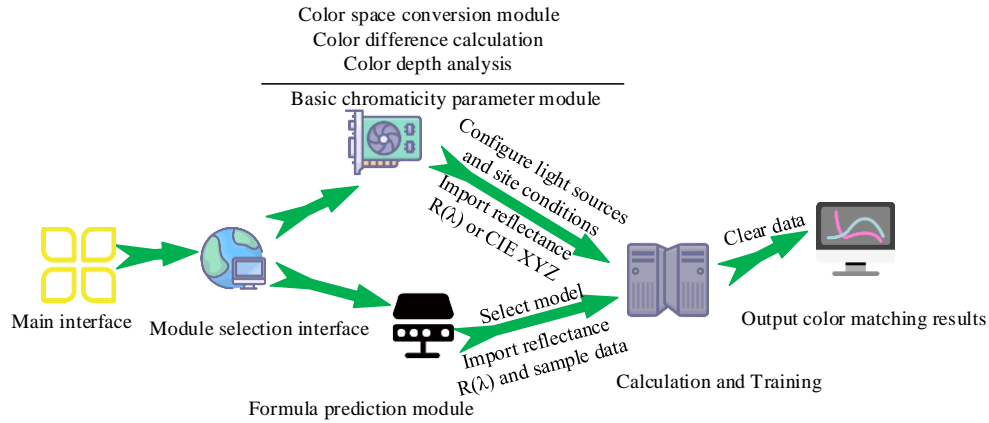 Color space conversion module
Color difference calculation
Color depth analysis
Basic chromaticity parameter module
Configure light sources
and site conditions
Import reflectance
R(λ) or CIE XYZ
Clear data
Main interface
Module selection interface
Select model
Import reflectance
R(λ) and sample data
Output color matching results
Calculation and Training
Formula prediction module